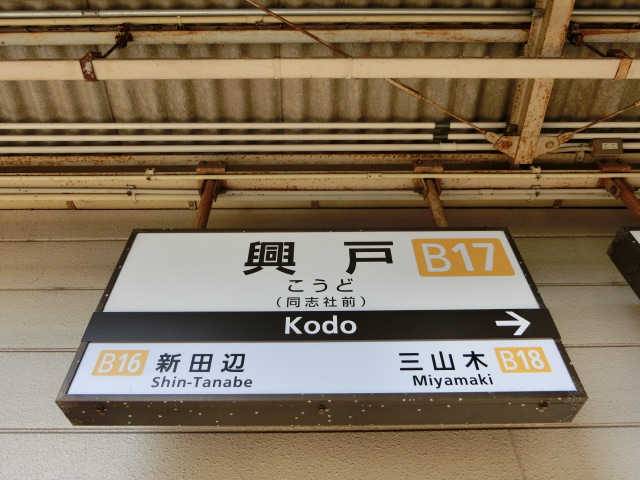 興戸 B17
こうど
(同志社前)
Kodo →
B16 新田辺 三山木 B18
Shin-Tanabe Miyamaki